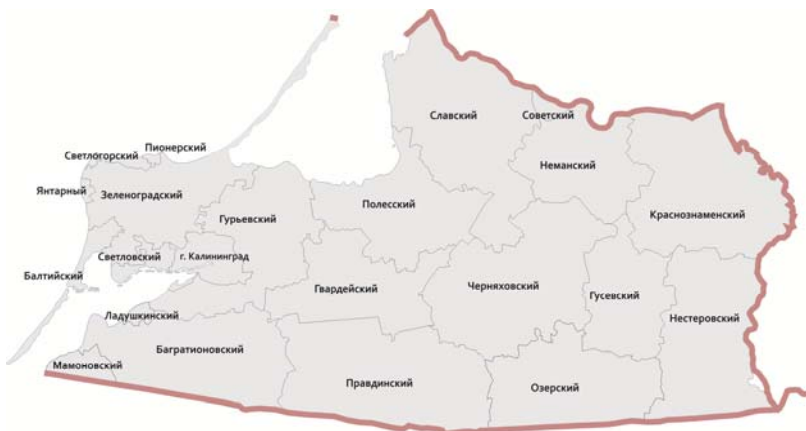 Славский
Советский
Пионерский
Светлогорский
Неманский
Янтарный
Зеленоградский
Полесский
Гурьевский
Краснознаменский
Светловский
г. Калининград
Балтийский
Гвардейский
Черняховский
Гусевский
Ладушкинский
Нестеровский
Багратионовский
Мамоновский
Правдинский
Озерский